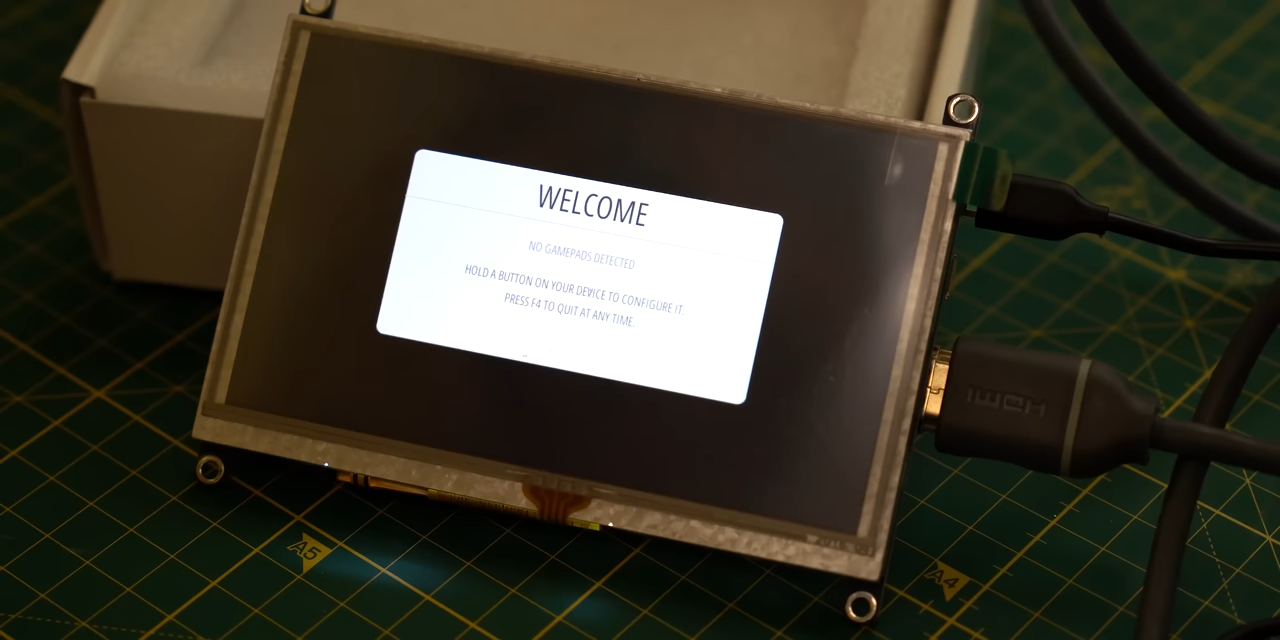 WELCOME
NO GAMEPADS DETECTED
HOLD A BUTTON ON YOUR DEVICE TO CONFIGURE IT.
PRESS F4 TO QUIT AT ANY TIME.
HDMI
A5
A4